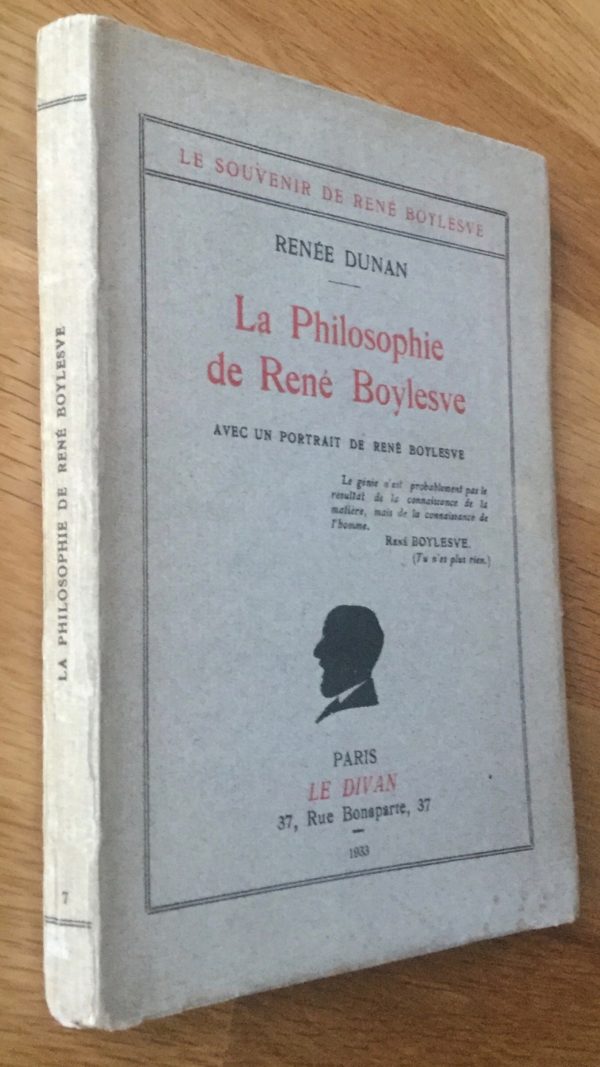 LE SOUVENIR DE RENÉ BOYLESVE
RENÉE DUNAN
La Philosophie
de René Boylesve
AVEC UN PORTRAIT DE RENÉ BOYLESVE
Le génie n'est probablement pas le
résultat de la connaissance de la
matière, mais de la connaissance de
l'homme.
RENÉ BOYLESVE.
(Tu n'es plus rien.)
PARIS
LE DIVAN
37, Rue Bonaparte, 37
1933
LA PHILOSOPHIE DE RENÉ BOYLESVE
7